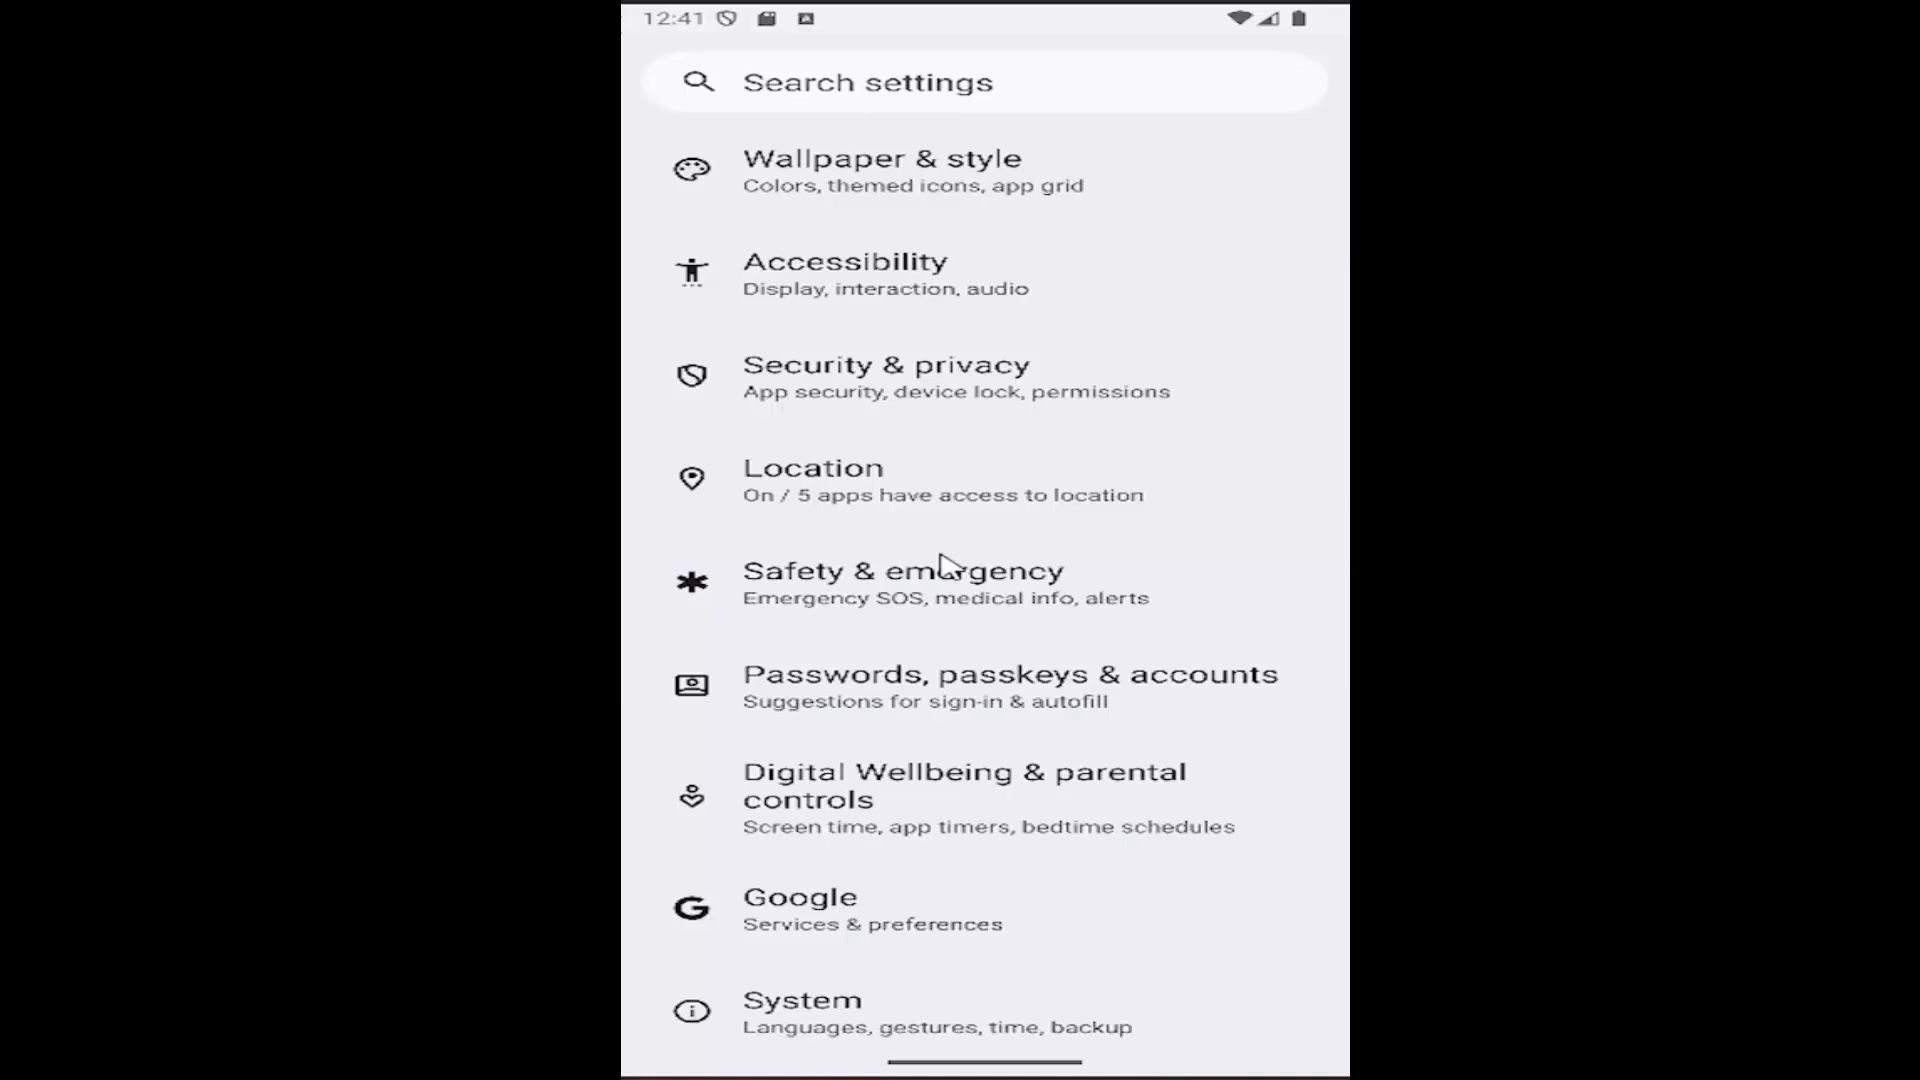 12:41
Search settings
Wallpaper & style
Colors, themed icons, app grid
Accessibility
Display, interaction, audio
Security & privacy
App security, device lock, permissions
Location
On / 5 apps have access to location
Safety & emergency
Emergency SOS, medical info, alerts
Passwords, passkeys & accounts
Suggestions for sign-in & autofill
Digital Wellbeing & parental
controls
Screen time, app timers, bedtime schedules
Google
Services & preferences
System
Languages, gestures, time, backup